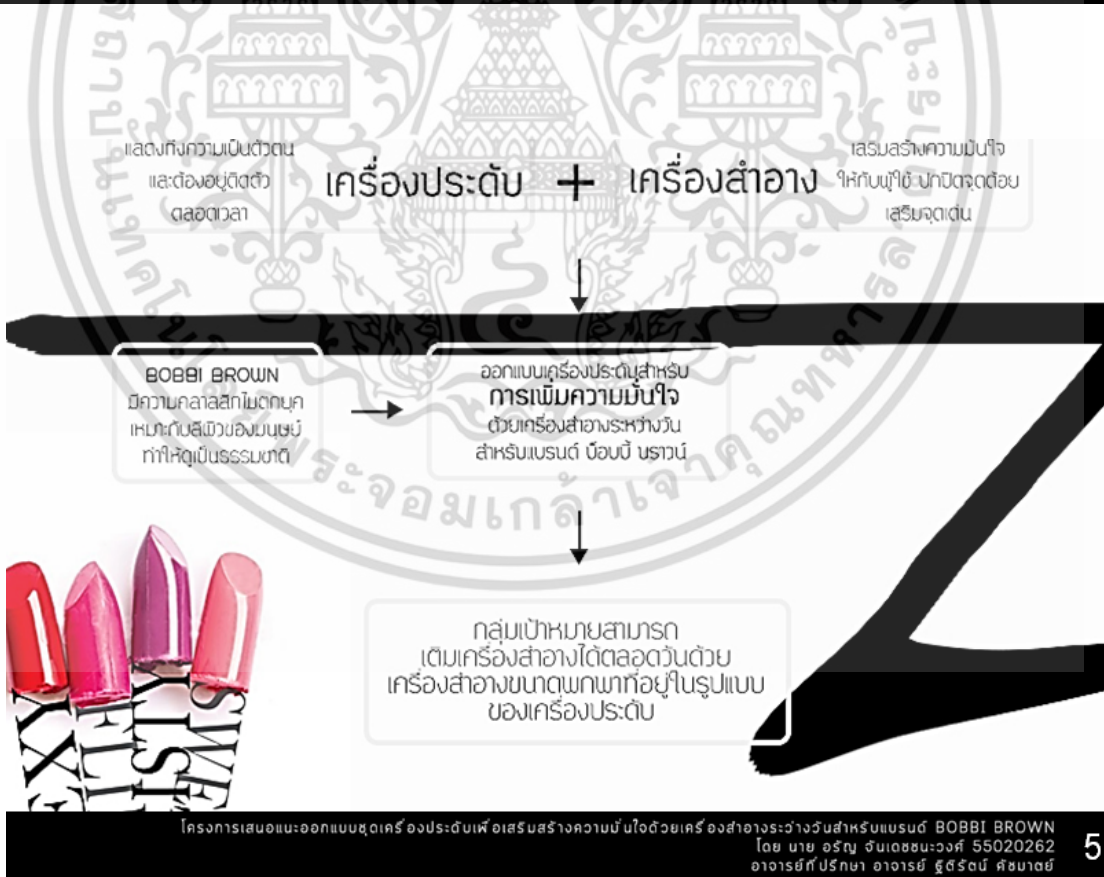 แสดงถึงความเป็นตัวตน
และต้องอยู่ติดตัว
ตลอดเวลา
เครื่องประดับ + เครื่องสำอาง
เสริมสร้างความมั่นใจ
ให้กับผู้ใช้ ปกปิดจุดด้อย
เสริมจุดเด่น
BOBBI BROWN
มีความคลาสสิกไม่ตกยุค
เหมาะกับสีผิวของมนุษย์
ทำให้ดูเป็นธรรมชาติ
ออกแบบเครื่องประดับสำหรับ
การเพิ่มความมั่นใจ
ด้วยเครื่องสำอางระหว่างวัน
สำหรับแบรนด์ บ๊อบบี้ บราวน์
กลุ่มเป้าหมายสามารถ
เติมเครื่องสำอางได้ตลอดวันด้วย
เครื่องสำอางขนาดพกพาที่อยู่ในรูปแบบ
ของเครื่องประดับ
โครงการเสนอแนะออกแบบชุดเครื่องประดับเพื่อเสริมสร้างความมั่นใจด้วยเครื่องสำอางระว่างวันสำหรับแบรนด์ BOBBI BROWN
โดย นาย อรัญ จันเดชชนะวงศ์ 55020262
อาจารย์ที่ปรึกษา อาจารย์ ฐิติรัตน์ คัชมาตย์
5